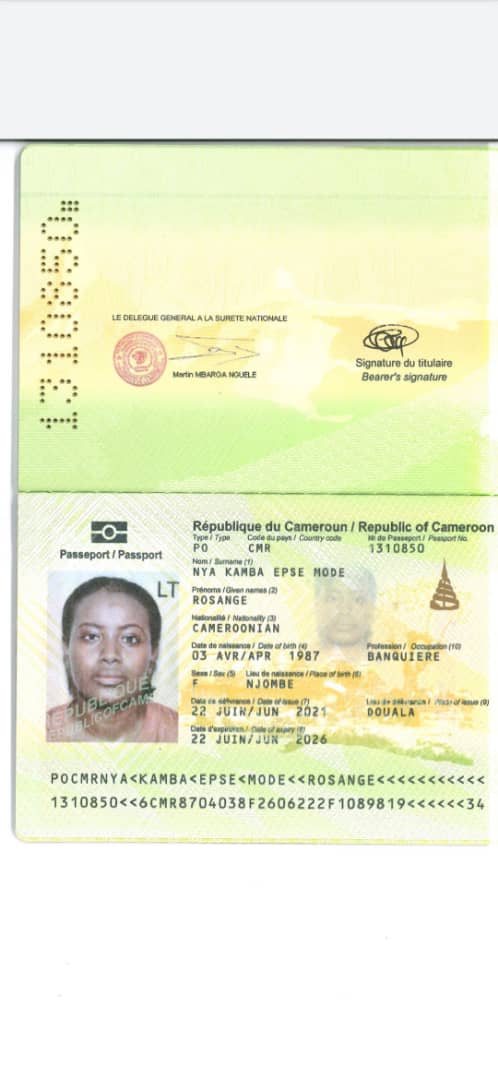 1310850
LE DELEGUE GENERAL A LA SURETE NATIONALE
Martin MBARGA NGUELE
Signature du titulaire
Bearer's signature
République du Cameroun / Republic of Cameroon
Passeport / Passport
Type / Type Code du pays / Country code № de Passeport / Passport No.
PO CMR 1310850
Nom / Surname (1)
NYA KAMBA EPSE MODE
LT
Prénoms / Given names (2)
ROSANGE
Nationalité / Nationality (3)
CAMEROONIAN
Date de naissance / Date of birth (4) Profession / Occupation (10)
03 AVR/APR 1987 BANQUIERE
Sexe / Sex (5) Lieu de naissance / Place of birth (6)
F NJOMBE
Date de délivrance / Date of issue (7) Lieu de délivrance / Place of issue (9)
22 JUIN/JUN 2021 DOUALA
Date d'expiration / Date of expiry (8)
22 JUIN/JUN 2026
POCMRNYA<KAMBA<EPSE<MODE<<ROSANGE<<<<<<<<<<<
1310850<<6CMR8704038F2606222F1089819<<<<<<34